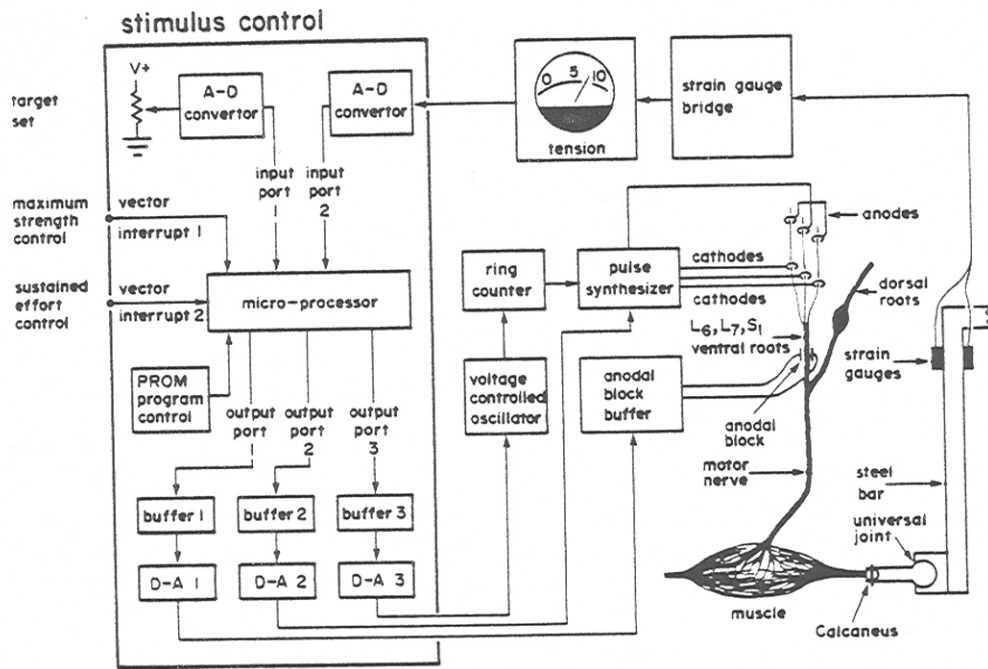 stimulus control
V+
target
set
A-D
convertor
A-D
convertor
0 5 10
tension
strain gauge
bridge
input
port
1
input
port
2
maximum
strength
control
vector
interrupt 1
sustained
effort
control
vector
interrupt 2
micro-processor
PROM
program
control
output
port
1
output
port
2
output
port
3
buffer 1
buffer 2
buffer 3
D-A 1
D-A 2
D-A 3
ring
counter
pulse
synthesizer
voltage
controlled
oscillator
anodal
block
buffer
anodes
cathodes
cathodes
dorsal
roots
L6, L7, S1
ventral roots
anodal
block
motor
nerve
strain
gauges
steel
bar
universal
joint
muscle
Calcaneus